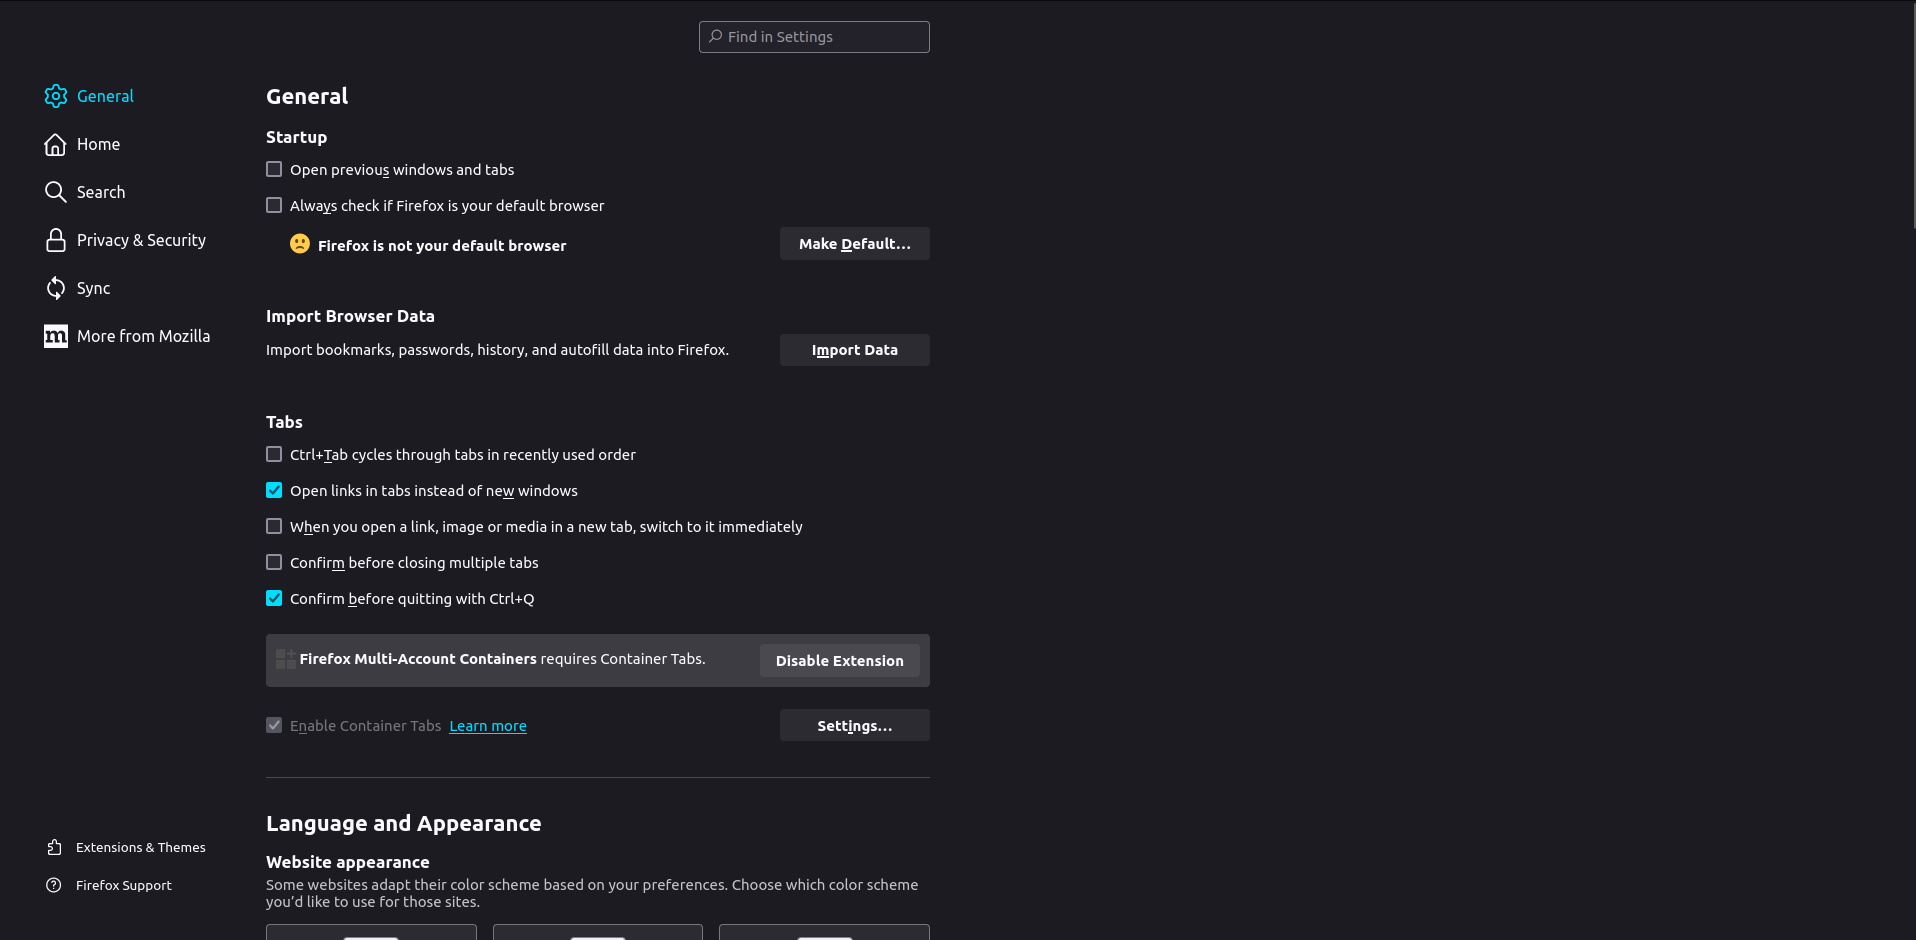 Find in Settings
General
Home
Search
Privacy & Security
Sync
m More from Mozilla
Extensions & Themes
Firefox Support
General
Startup
Open previous windows and tabs
Always check if Firefox is your default browser
Firefox is not your default browser
Make Default...
Import Browser Data
Import bookmarks, passwords, history, and autofill data into Firefox.
Import Data
Tabs
Ctrl+Tab cycles through tabs in recently used order
Open links in tabs instead of new windows
When you open a link, image or media in a new tab, switch to it immediately
Confirm before closing multiple tabs
Confirm before quitting with Ctrl+Q
Firefox Multi-Account Containers requires Container Tabs.
Disable Extension
Enable Container Tabs Learn more
Settings...
Language and Appearance
Website appearance
Some websites adapt their color scheme based on your preferences. Choose which color scheme
you’d like to use for those sites.